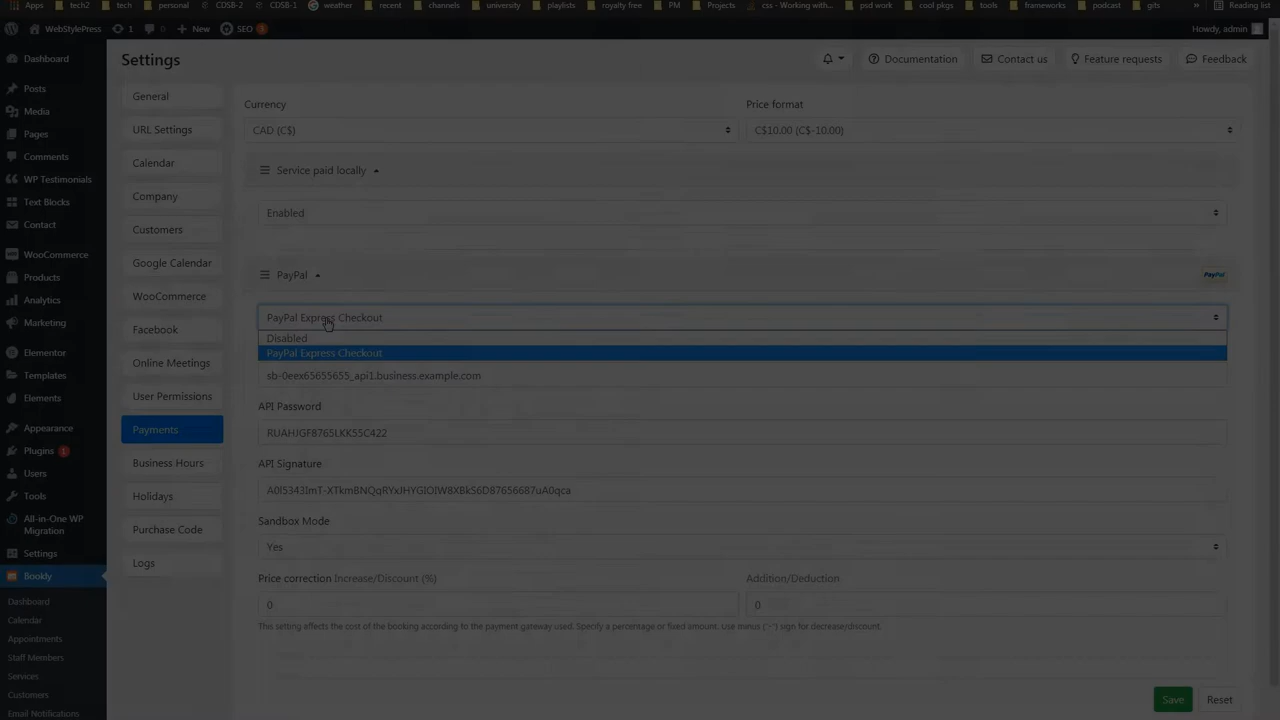 Apps
tech2
tech
personal
CDSB-2
CDSB-1
weather
recent
channels
university
playlists
royalty free
PM
Projects
css - Working with...
psd work
cool pkgs
tools
frameworks
podcast
gits
»
Reading list
WebStylePress
1
0
New
SEO
Howdy, admin
Settings
Documentation
Contact us
Feature requests
Feedback
Dashboard
Posts
Media
Pages
Comments
WP Testimonials
Text Blocks
Contact
WooCommerce
Products
Analytics
Marketing
Elementor
Templates
Elements
Appearance
Plugins 1
Users
Tools
All-in-One WP
Migration
Settings
Bookly
Dashboard
Calendar
Appointments
Staff Members
Services
Customers
Email Notifications
General
URL Settings
Calendar
Company
Customers
Google Calendar
WooCommerce
Facebook
Online Meetings
User Permissions
Payments
Business Hours
Holidays
Purchase Code
Logs
Currency
CAD (C$)
Price format
C$10.00 (C$-10.00)
Service paid locally
Enabled
PayPal
PayPal
PayPal Express Checkout
Disabled
PayPal Express Checkout
sb-0eex65655655_api1.business.example.com
API Password
RUAHJGF8765LKK55C422
API Signature
Sandbox Mode
Yes
Price correction Increase/Discount (%)
0
Addition/Deduction
0
This setting affects the cost of the booking according to the payment gateway used. Specify a percentage or fixed amount. Use minus ("-") sign for decrease/discount.
Save
Reset